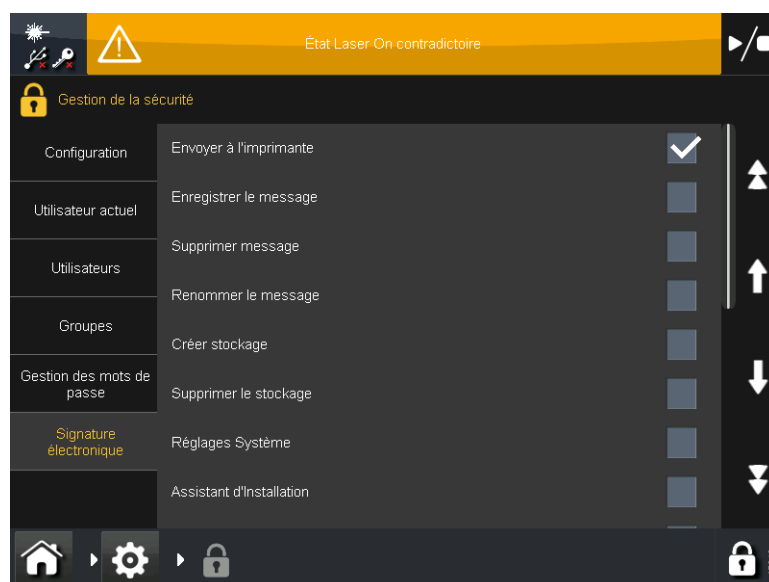 État Laser On contradictoire
Gestion de la sécurité
Configuration
Utilisateur actuel
Utilisateurs
Groupes
Gestion des mots de
passe
Signature
électronique
Envoyer à l'imprimante
Enregistrer le message
Supprimer message
Renommer le message
Créer stockage
Supprimer le stockage
Réglages Système
Assistant d'Installation